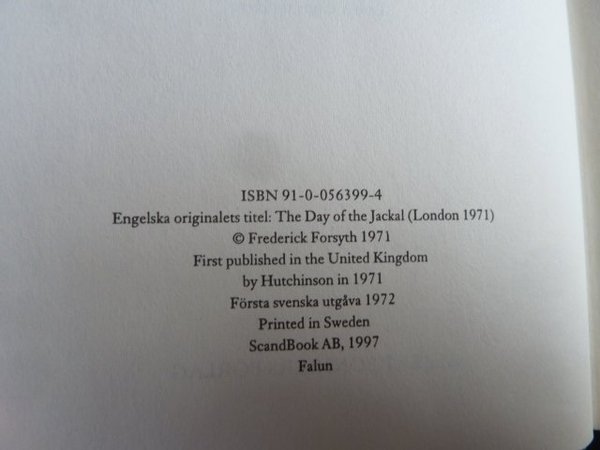 ISBN 91-0-056399-4
Engelska originalets titel: The Day of the Jackal (London 1971)
© Frederick Forsyth 1971
First published in the United Kingdom
by Hutchinson in 1971
Första svenska utgåva 1972
Printed in Sweden
ScandBook AB, 1997
Falun